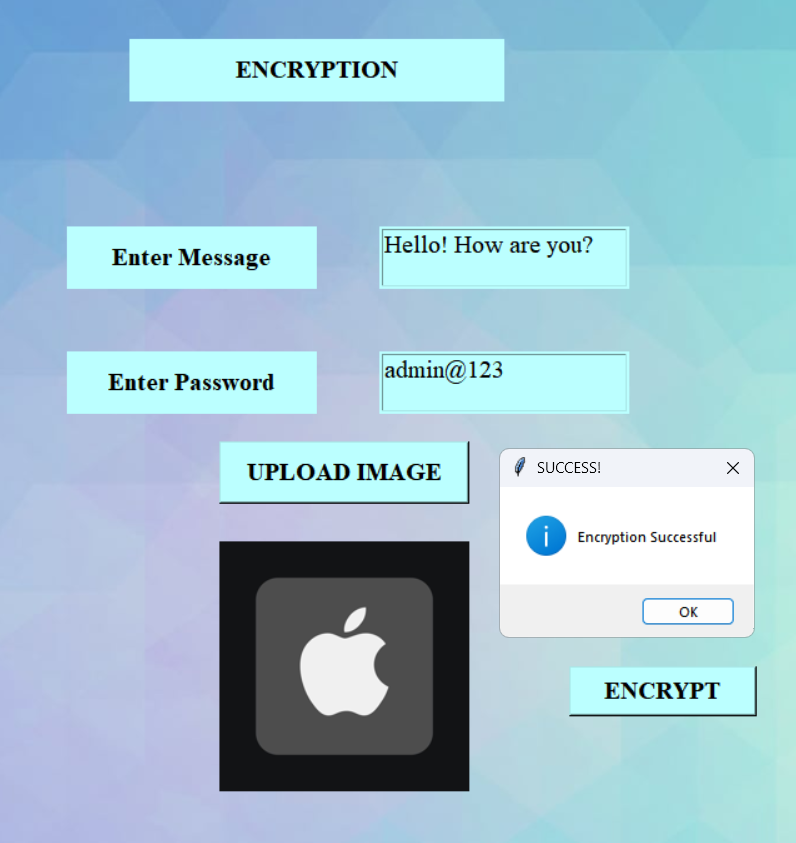 ENCRYPTION
Enter Message
Hello! How are you?
Enter Password
admin@123
UPLOAD IMAGE
SUCCESS!
Encryption Successful
OK
ENCRYPT